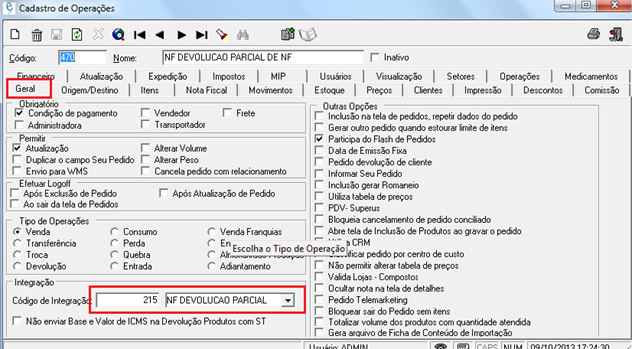 Cadastro de Operações
Código: 470 Nome: NF DEVOLUCAO PARCIAL DE NF Inativo
Financeiro Atualização Expedição Impostos MIP Usuários Visualização Setores Operações Medicamentos
Geral Origem/Destino Itens Nota Fiscal Movimentos Estoque Preços Clientes Impressão Descontos Comissão
Obrigatório
Condição de pagamento Vendedor Frete
Administradora Transportador
Permitir
Atualização Alterar Volume
Duplicar o campo Seu Pedido Alterar Peso
Envio para WMS Cancela pedido com relacionamento
Efetuar Logoff
Após Exclusão de Pedido Após Atualização de Pedido
Ao sair da tela de Pedidos
Tipo de Operações
Venda Consumo Venda Franquias
Transferência Perda En
Troca Quebra Almoxarifado Produção
Devolução Entrada Adiantamento
Escolha o Tipo de Operação
Integração
Código de Integração: 215 NF DEVOLUCAO PARCIAL
Não enviar Base e Valor de ICMS na Devolução Produtos com ST
Outras Opções
Inclusão na tela de pedidos, repetir dados do pedido
Gerar outro pedido quando estourar limite de itens
Participa do Flash de Pedidos
Data de Emissão Fixa
Pedido devolução de cliente
Informar Seu Pedido
Inclusão gerar Romaneio
Utiliza tabela de preços
PDV- Superus
Bloqueia cancelamento de pedido conciliado
Abre tela de Inclusão de Produtos ao gravar o pedido
Utiliza CRM
Classificar pedido por centro de custo
Não permitir alterar tabela de preços
Valida Lojas - Compostos
Ocultar nota na tela de detalhes
Pedido Telemarketing
Bloquear sair do Pedido sem itens
Totalizar volume dos produtos com quantidade atendida
Gera arquivo de Ficha de Conteúdo de Importação
Usuário: ADMIN CAPS NUM 09/10/2013 17:24:30